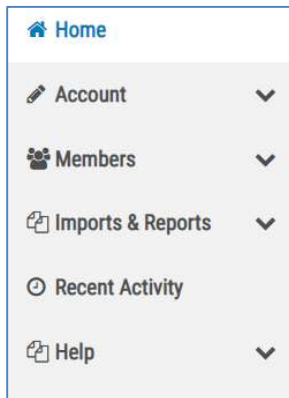 Home
Account
Members
Imports & Reports
Recent Activity
Help